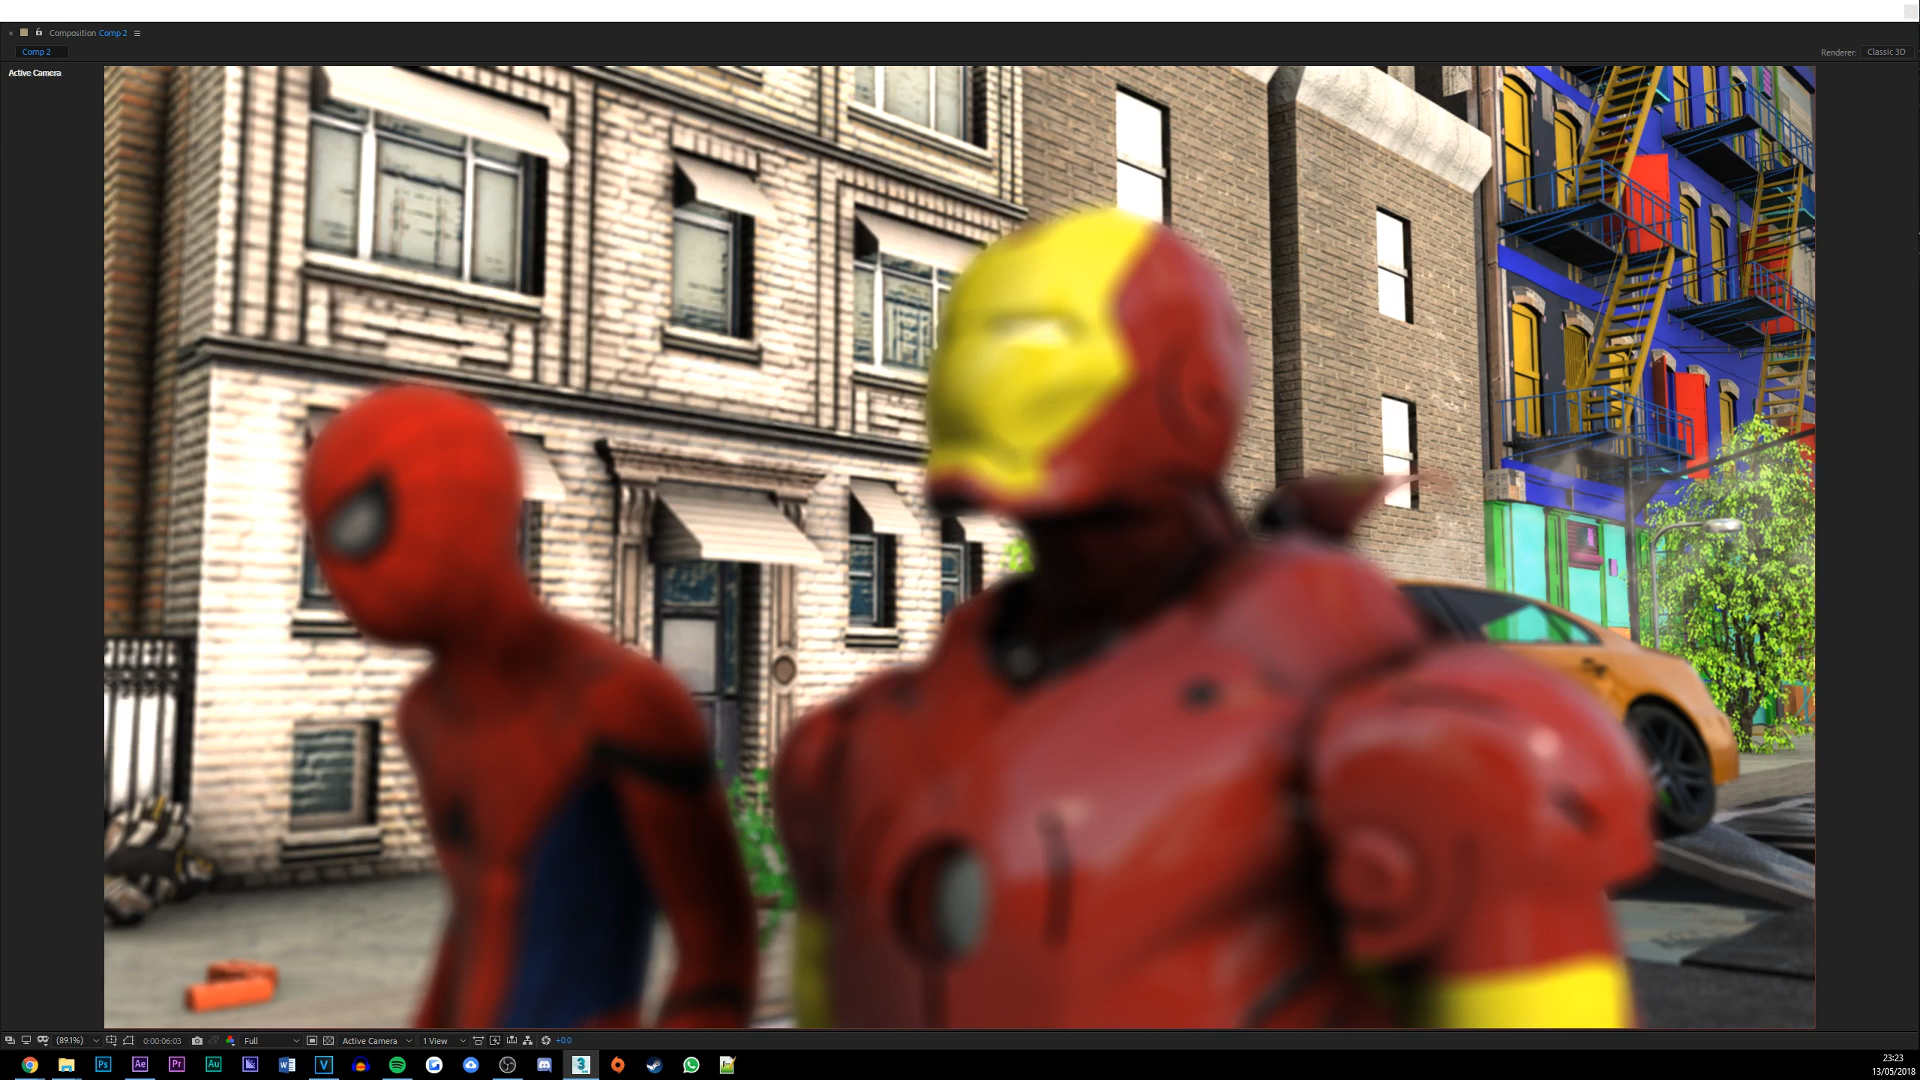 Composition Comp 2
Comp 2
Renderer: Classic 3D
Active Camera
(89.1%) 0:00:06:03 Full Active Camera 1 View +0.0
Ps Ae Pr Au W V 3
23:23
13/05/2018